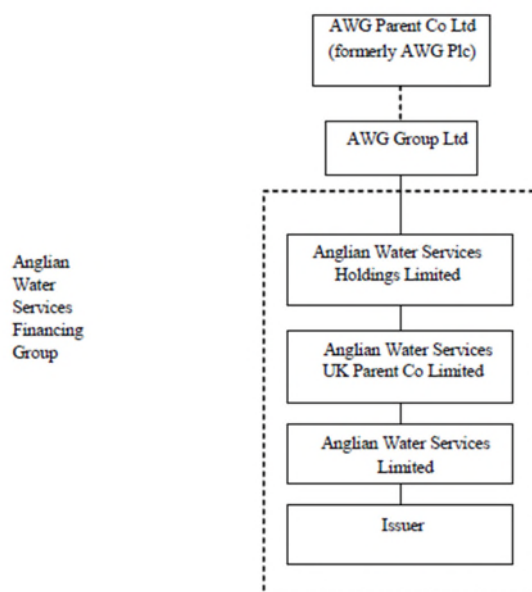 AWG Parent Co Ltd
(formerly AWG Plc)
AWG Group Ltd
Anglian
Water
Services
Financing
Group
Anglian Water Services
Holdings Limited
Anglian Water Services
UK Parent Co Limited
Anglian Water Services
Limited
Issuer